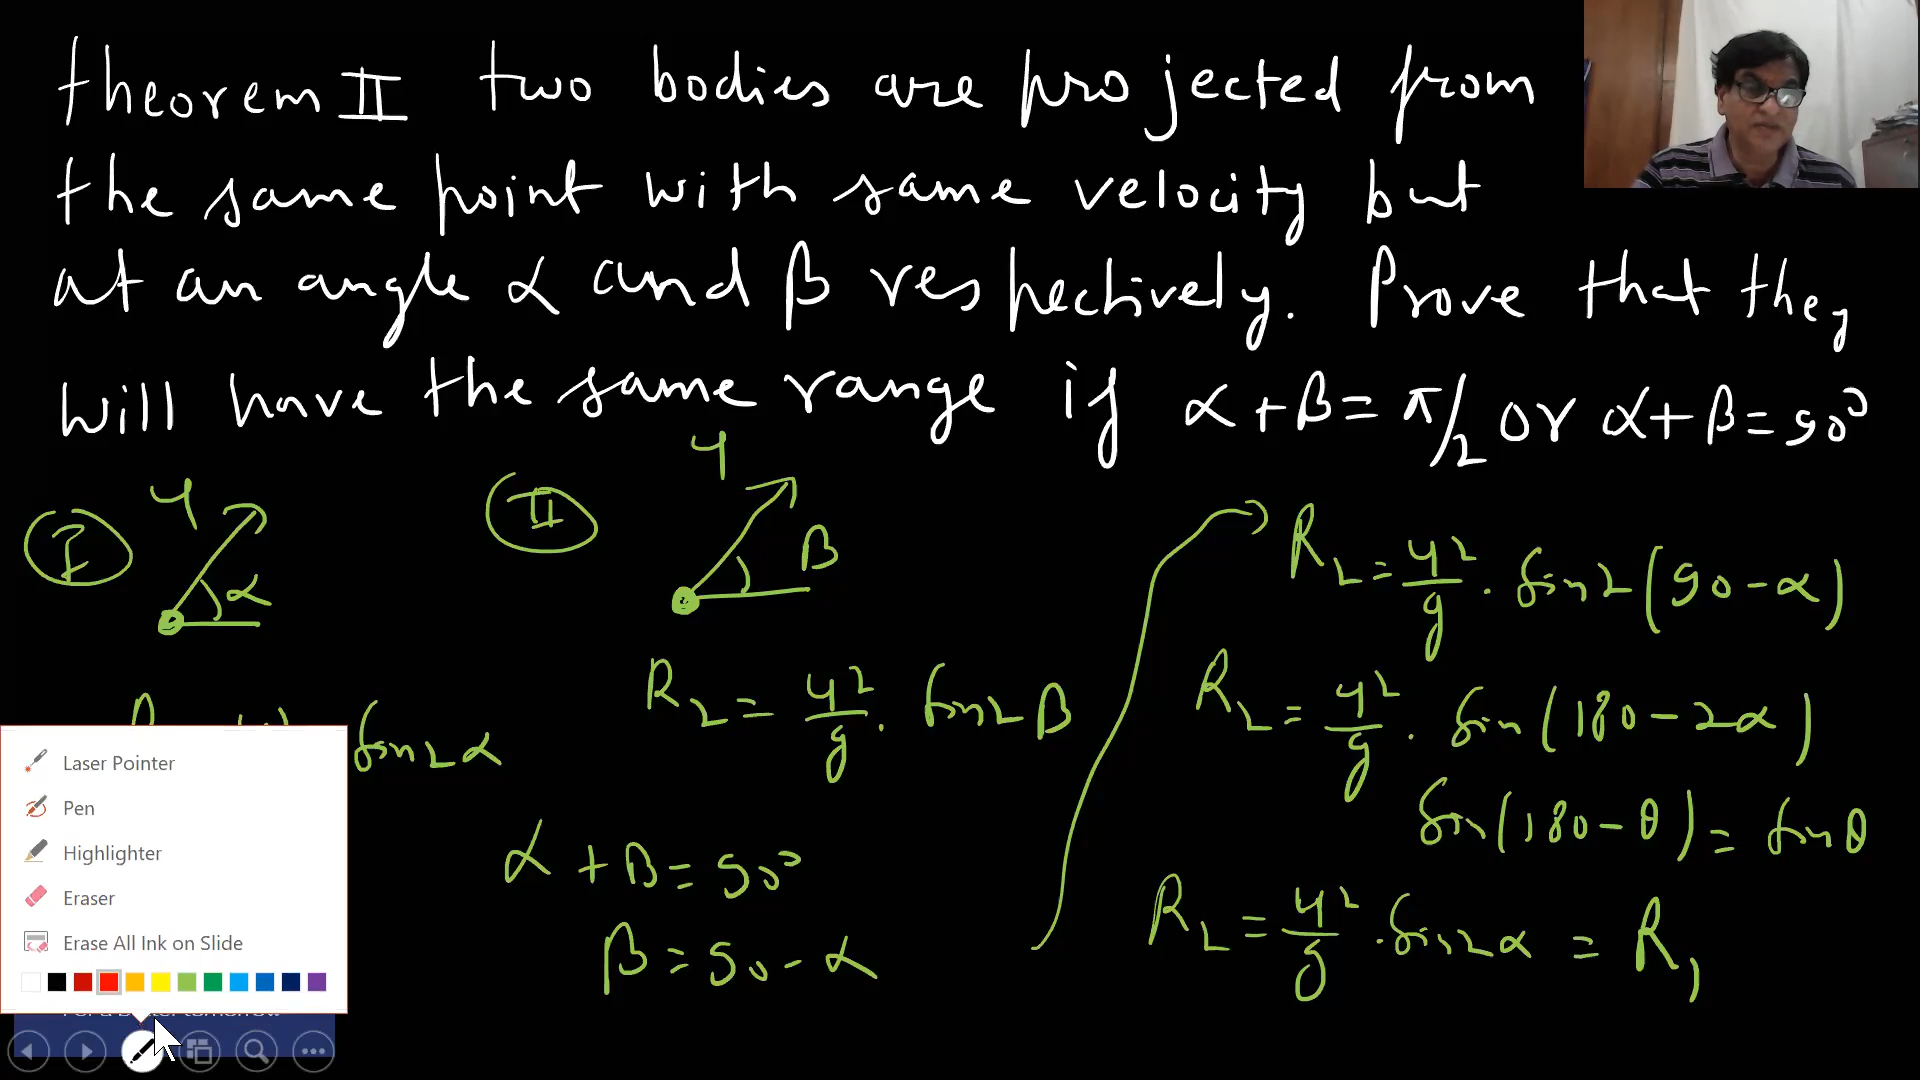 theorem II two bodies are projected from
the same point with same velocity but
at an angle α and β respectively. Prove that they
will have the same range if α + β = π/2 or α + β = 90°
I u α
II u β
R₂ = u²/g . sin2β
sin2α
α + β = 90°
β = 90 - α
R₂ = u²/g . sin2(90 - α)
R₂ = u²/g . sin(180 - 2α)
sin(180 - θ) = sinθ
R₂ = u²/g . sin2α = R₁
Laser Pointer
Pen
Highlighter
Eraser
Erase All Ink on Slide